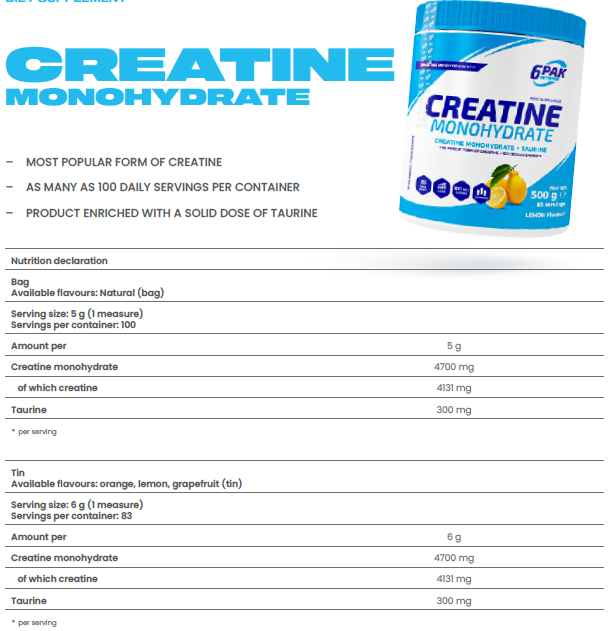 DIET SUPPLEMENT
CREATINE
MONOHYDRATE
– MOST POPULAR FORM OF CREATINE
– AS MANY AS 100 DAILY SERVINGS PER CONTAINER
– PRODUCT ENRICHED WITH A SOLID DOSE OF TAURINE
6PAK
NUTRITION
CREATINE
MONOHYDRATE
CREATINE MONOHYDRATE + TAURINE
500 g ℮
83 servings
LEMON Flavour
Nutrition declaration
Bag
Available flavours: Natural (bag)
Serving size: 5 g (1 measure)
Servings per container: 100
Amount per 5 g
Creatine monohydrate 4700 mg
of which creatine 4131 mg
Taurine 300 mg
* per serving
Tin
Available flavours: orange, lemon, grapefruit (tin)
Serving size: 6 g (1 measure)
Servings per container: 83
Amount per 6 g
Creatine monohydrate 4700 mg
of which creatine 4131 mg
Taurine 300 mg
* per serving